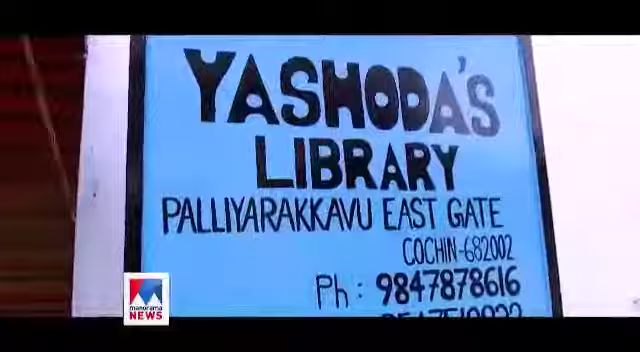 YASHODA'S
LIBRARY
PALLIYARAKKAVU EAST GATE
COCHIN-682002
Ph : 9847878616
manorama
NEWS